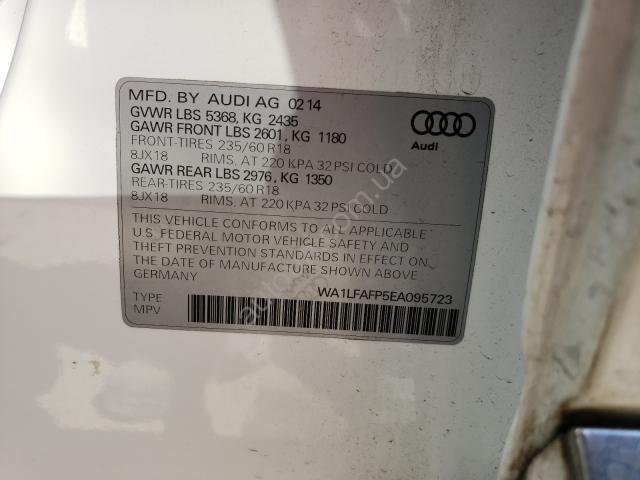 MFD. BY AUDI AG 02 14
GVWR LBS 5368, KG 2435
GAWR FRONT LBS 2601, KG 1180
FRONT-TIRES 235/60 R18
8JX18 RIMS, AT 220 KPA 32 PSI COLD
GAWR REAR LBS 2976, KG 1350
REAR-TIRES 235/60 R18
8JX18 RIMS, AT 220 KPA 32 PSI COLD
Audi
THIS VEHICLE CONFORMS TO ALL APPLICABLE
U.S. FEDERAL MOTOR VEHICLE SAFETY AND
THEFT PREVENTION STANDARDS IN EFFECT ON
THE DATE OF MANUFACTURE SHOWN ABOVE.
GERMANY
WA1LFAFP5EA095723
TYPE:
MPV